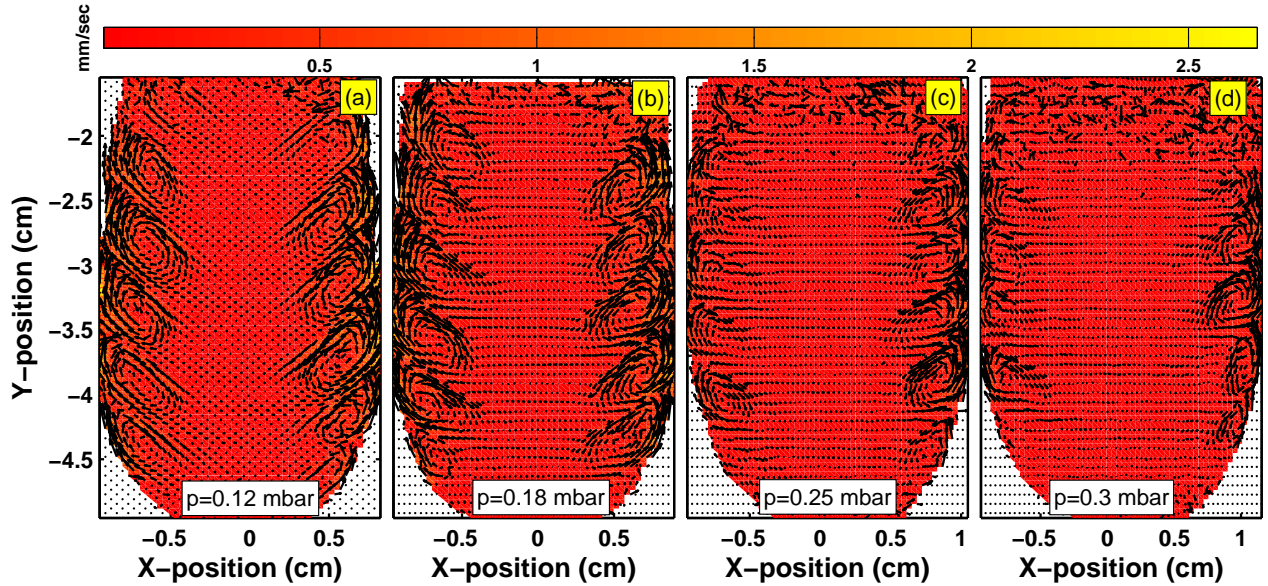 mm/sec
0.5 1 1.5 2 2.5
(a) (b) (c) (d)
Y−position (cm)
−2
−2.5
−3
−3.5
−4
−4.5
p=0.12 mbar p=0.18 mbar p=0.25 mbar p=0.3 mbar
−0.5 0 0.5 −0.5 0 0.5 −0.5 0 0.5 1 −0.5 0 0.5 1
X−position (cm) X−position (cm) X−position (cm) X−position (cm)